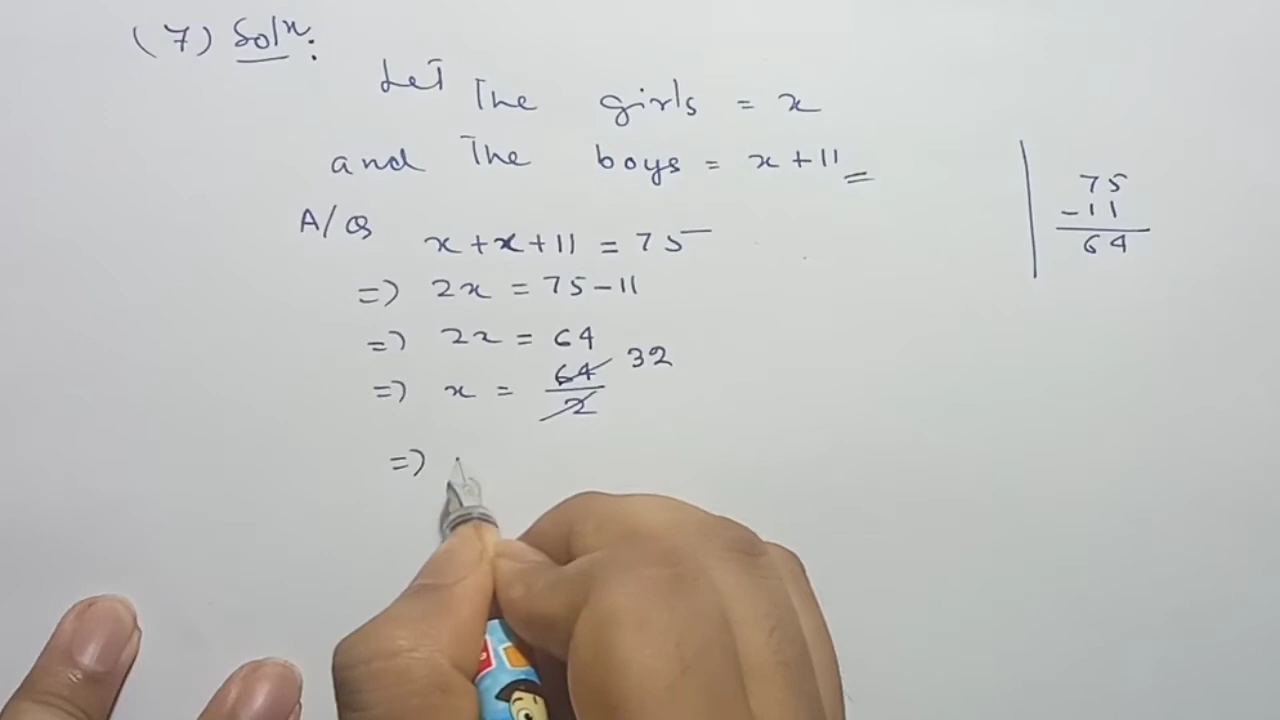 (7) Soln:
Let The girls = x
and The boys = x+11
A/Q x+x+11 = 75
=) 2x = 75-11
=) 2x = 64
=) x = 64/2 32
=)
75
-11
64